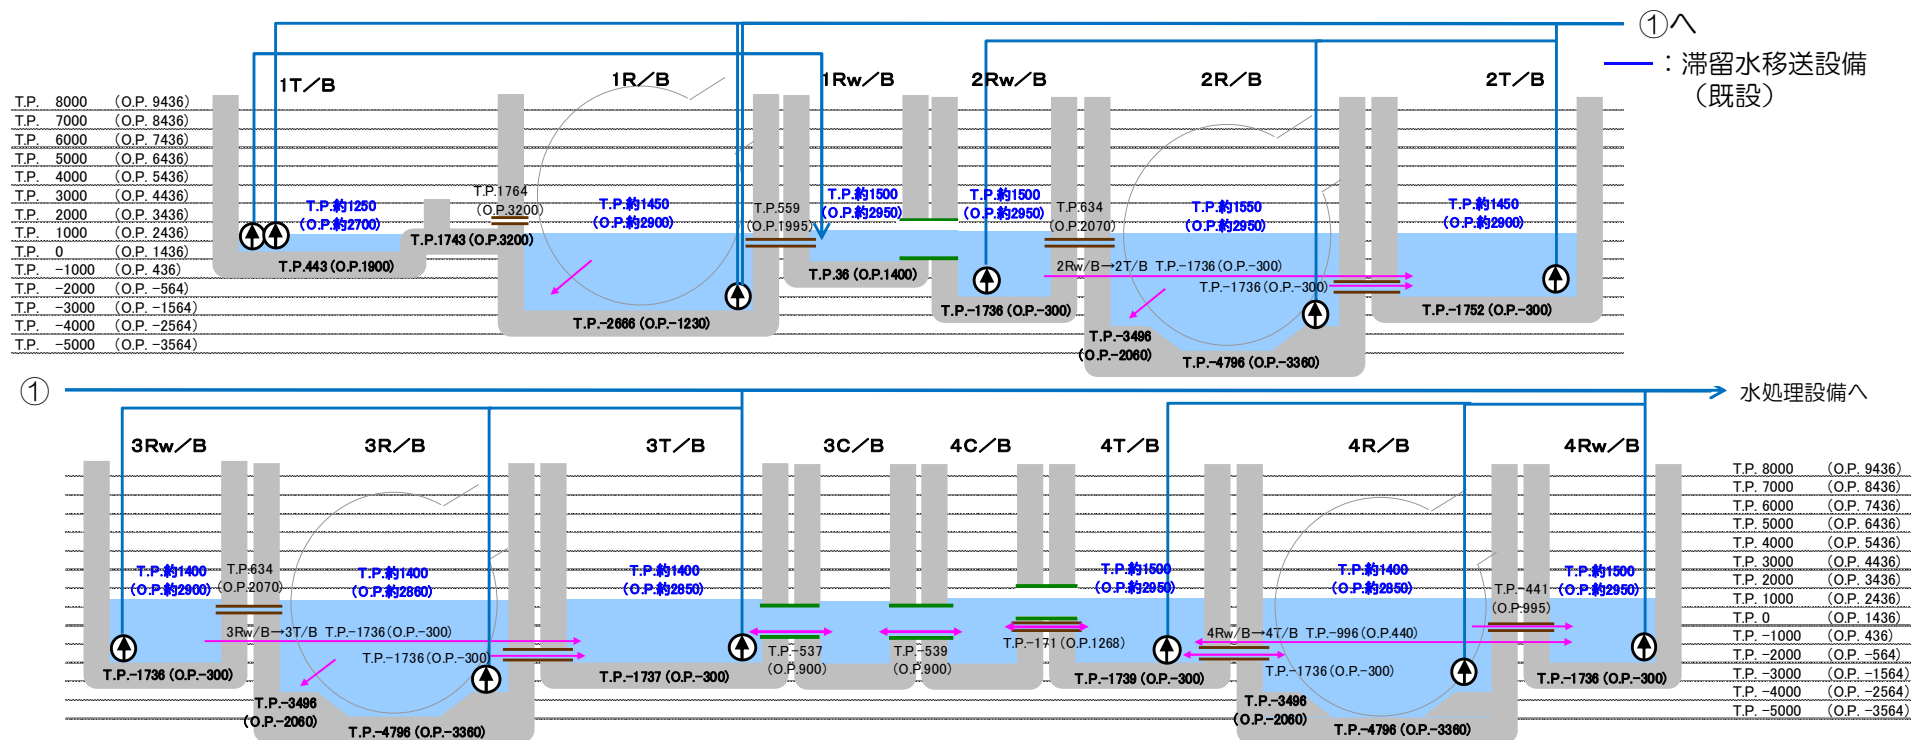 ①へ
：滞留水移送設備
（既設）
1T／B
1R／B
1Rw／B
2Rw／B
2R／B
2T／B
T.P. 8000 (O.P. 9436)
T.P. 7000 (O.P. 8436)
T.P. 6000 (O.P. 7436)
T.P. 5000 (O.P. 6436)
T.P. 4000 (O.P. 5436)
T.P. 3000 (O.P. 4436)
T.P. 2000 (O.P. 3436)
T.P. 1000 (O.P. 2436)
T.P. 0 (O.P. 1436)
T.P. -1000 (O.P. 436)
T.P. -2000 (O.P. -564)
T.P. -3000 (O.P. -1564)
T.P. -4000 (O.P. -2564)
T.P. -5000 (O.P. -3564)
T.P.約1250
(O.P.約2700)
T.P.443 (O.P.1900)
T.P.1764
(O.P.3200)
T.P.1743 (O.P.3200)
T.P.約1450
(O.P.約2900)
T.P.-2666 (O.P.-1230)
T.P.559
(O.P.1995)
T.P.約1500
(O.P.約2950)
T.P.36 (O.P.1400)
T.P.約1500
(O.P.約2950)
T.P.-1736 (O.P.-300)
T.P.634
(O.P.2070)
T.P.約1550
(O.P.約2950)
2Rw/B→2T/B T.P.-1736 (O.P.-300)
T.P.-1736 (O.P.-300)
T.P.-3496
(O.P.-2060)
T.P.-4796 (O.P.-3360)
T.P.約1450
(O.P.約2900)
T.P.-1752 (O.P.-300)
①
水処理設備へ
3Rw／B
3R／B
3T／B
3C／B
4C／B
4T／B
4R／B
4Rw／B
T.P.約1400
(O.P.約2900)
T.P.-1736 (O.P.-300)
T.P.634
(O.P.2070)
T.P.約1400
(O.P.約2860)
3Rw/B→3T/B T.P.-1736 (O.P.-300)
T.P.-1736 (O.P.-300)
T.P.-3496
(O.P.-2060)
T.P.-4796 (O.P.-3360)
T.P.約1400
(O.P.約2850)
T.P.-1737 (O.P.-300)
T.P.-537
(O.P.900)
T.P.-539
(O.P.900)
T.P.-171 (O.P.1268)
T.P.約1500
(O.P.約2950)
T.P.-1739 (O.P.-300)
4Rw/B→4T/B T.P.-996 (O.P.440)
T.P.-1736 (O.P.-300)
T.P.-3496
(O.P.-2060)
T.P.約1400
(O.P.約2850)
T.P.-4796 (O.P.-3360)
T.P.-441
(O.P.995)
T.P.約1500
(O.P.約2950)
T.P.-1736 (O.P.-300)
T.P. 8000 (O.P. 9436)
T.P. 7000 (O.P. 8436)
T.P. 6000 (O.P. 7436)
T.P. 5000 (O.P. 6436)
T.P. 4000 (O.P. 5436)
T.P. 3000 (O.P. 4436)
T.P. 2000 (O.P. 3436)
T.P. 1000 (O.P. 2436)
T.P. 0 (O.P. 1436)
T.P. -1000 (O.P. 436)
T.P. -2000 (O.P. -564)
T.P. -3000 (O.P. -1564)
T.P. -4000 (O.P. -2564)
T.P. -5000 (O.P. -3564)